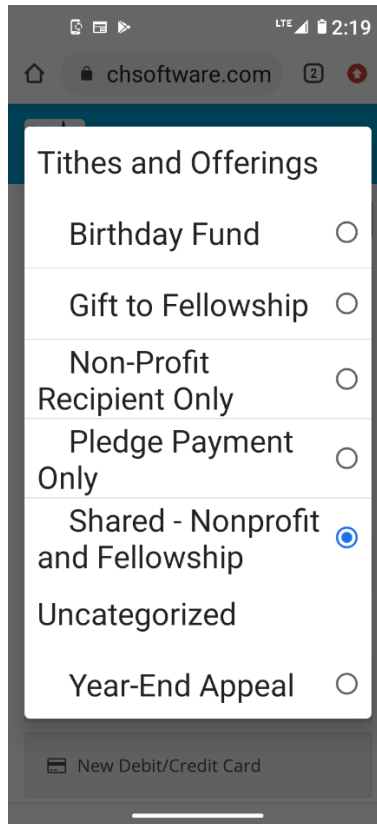 LTE 2:19
chsoftware.com 2
Tithes and Offerings
Birthday Fund
Gift to Fellowship
Non-Profit
Recipient Only
Pledge Payment
Only
Shared - Nonprofit
and Fellowship
Uncategorized
Year-End Appeal
New Debit/Credit Card